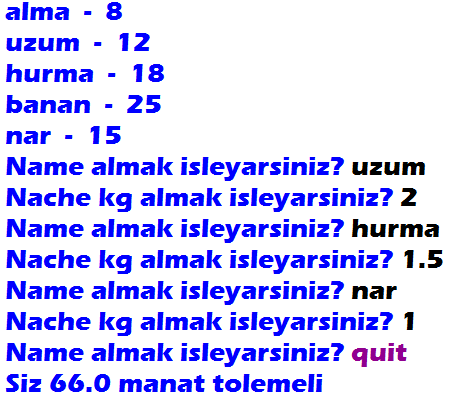 alma - 8
uzum - 12
hurma - 18
banan - 25
nar - 15
Name almak isleyarsiniz? uzum
Nache kg almak isleyarsiniz? 2
Name almak isleyarsiniz? hurma
Nache kg almak isleyarsiniz? 1.5
Name almak isleyarsiniz? nar
Nache kg almak isleyarsiniz? 1
Name almak isleyarsiniz? quit
Siz 66.0 manat tolemeli